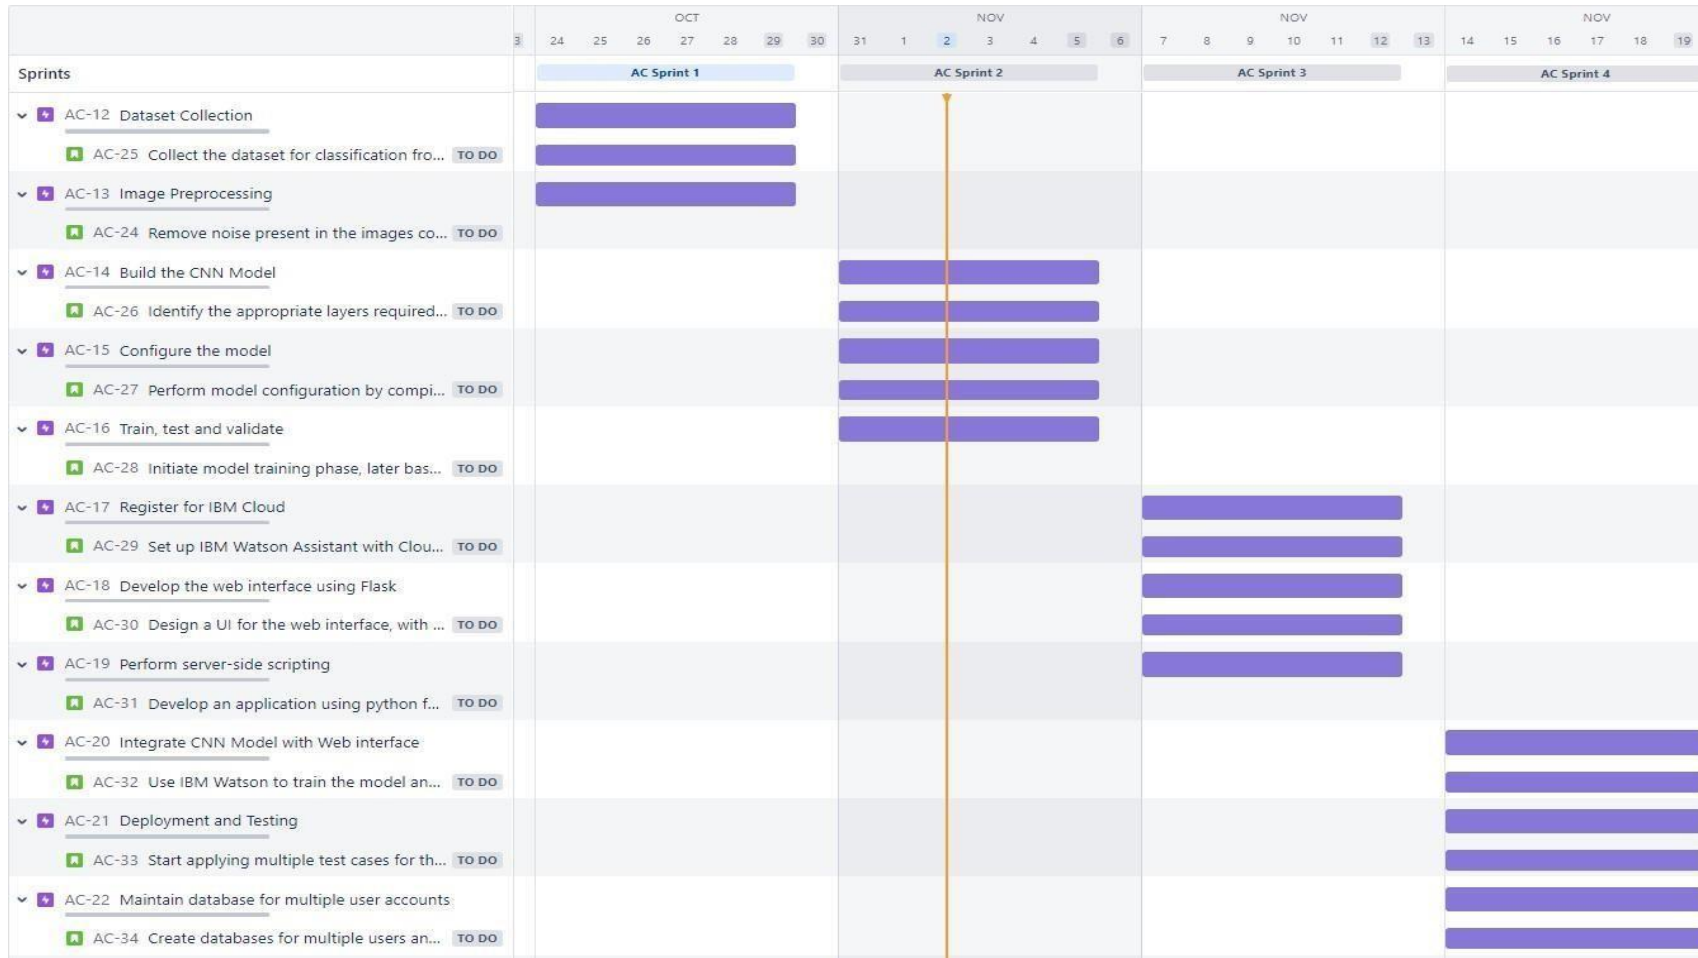 OCT NOV NOV NOV
3 24 25 26 27 28 29 30 31 1 2 3 4 5 6 7 8 9 10 11 12 13 14 15 16 17 18 19
Sprints AC Sprint 1 AC Sprint 2 AC Sprint 3 AC Sprint 4
AC-12 Dataset Collection
AC-25 Collect the dataset for classification fro... TO DO
AC-13 Image Preprocessing
AC-24 Remove noise present in the images co... TO DO
AC-14 Build the CNN Model
AC-26 Identify the appropriate layers required... TO DO
AC-15 Configure the model
AC-27 Perform model configuration by compi... TO DO
AC-16 Train, test and validate
AC-28 Initiate model training phase, later bas... TO DO
AC-17 Register for IBM Cloud
AC-29 Set up IBM Watson Assistant with Clou... TO DO
AC-18 Develop the web interface using Flask
AC-30 Design a UI for the web interface, with ... TO DO
AC-19 Perform server-side scripting
AC-31 Develop an application using python f... TO DO
AC-20 Integrate CNN Model with Web interface
AC-32 Use IBM Watson to train the model an... TO DO
AC-21 Deployment and Testing
AC-33 Start applying multiple test cases for th... TO DO
AC-22 Maintain database for multiple user accounts
AC-34 Create databases for multiple users an... TO DO